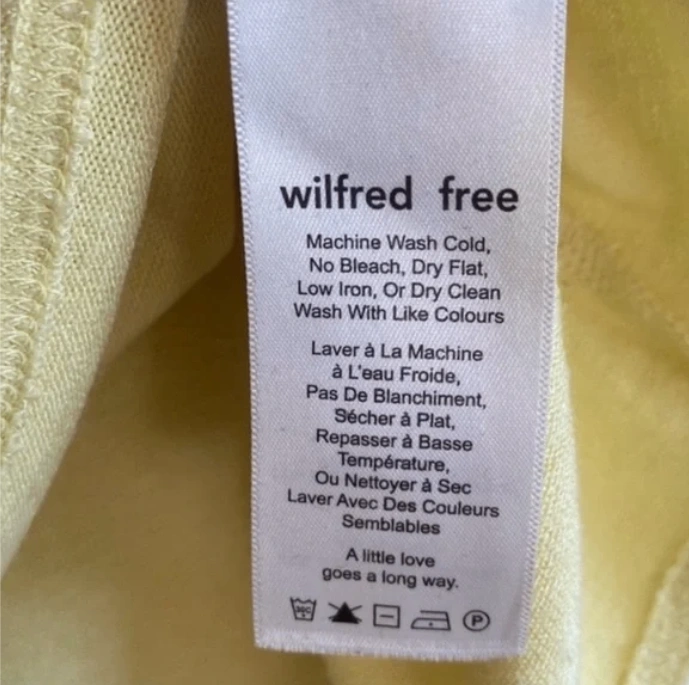 wilfred free
Machine Wash Cold,
No Bleach, Dry Flat,
Low Iron, Or Dry Clean
Wash With Like Colours
Laver à La Machine
à L'eau Froide,
Pas De Blanchiment,
Sécher à Plat,
Repasser à Basse
Température,
Ou Nettoyer à Sec
Laver Avec Des Couleurs
Semblables
A little love
goes a long way.
30C P